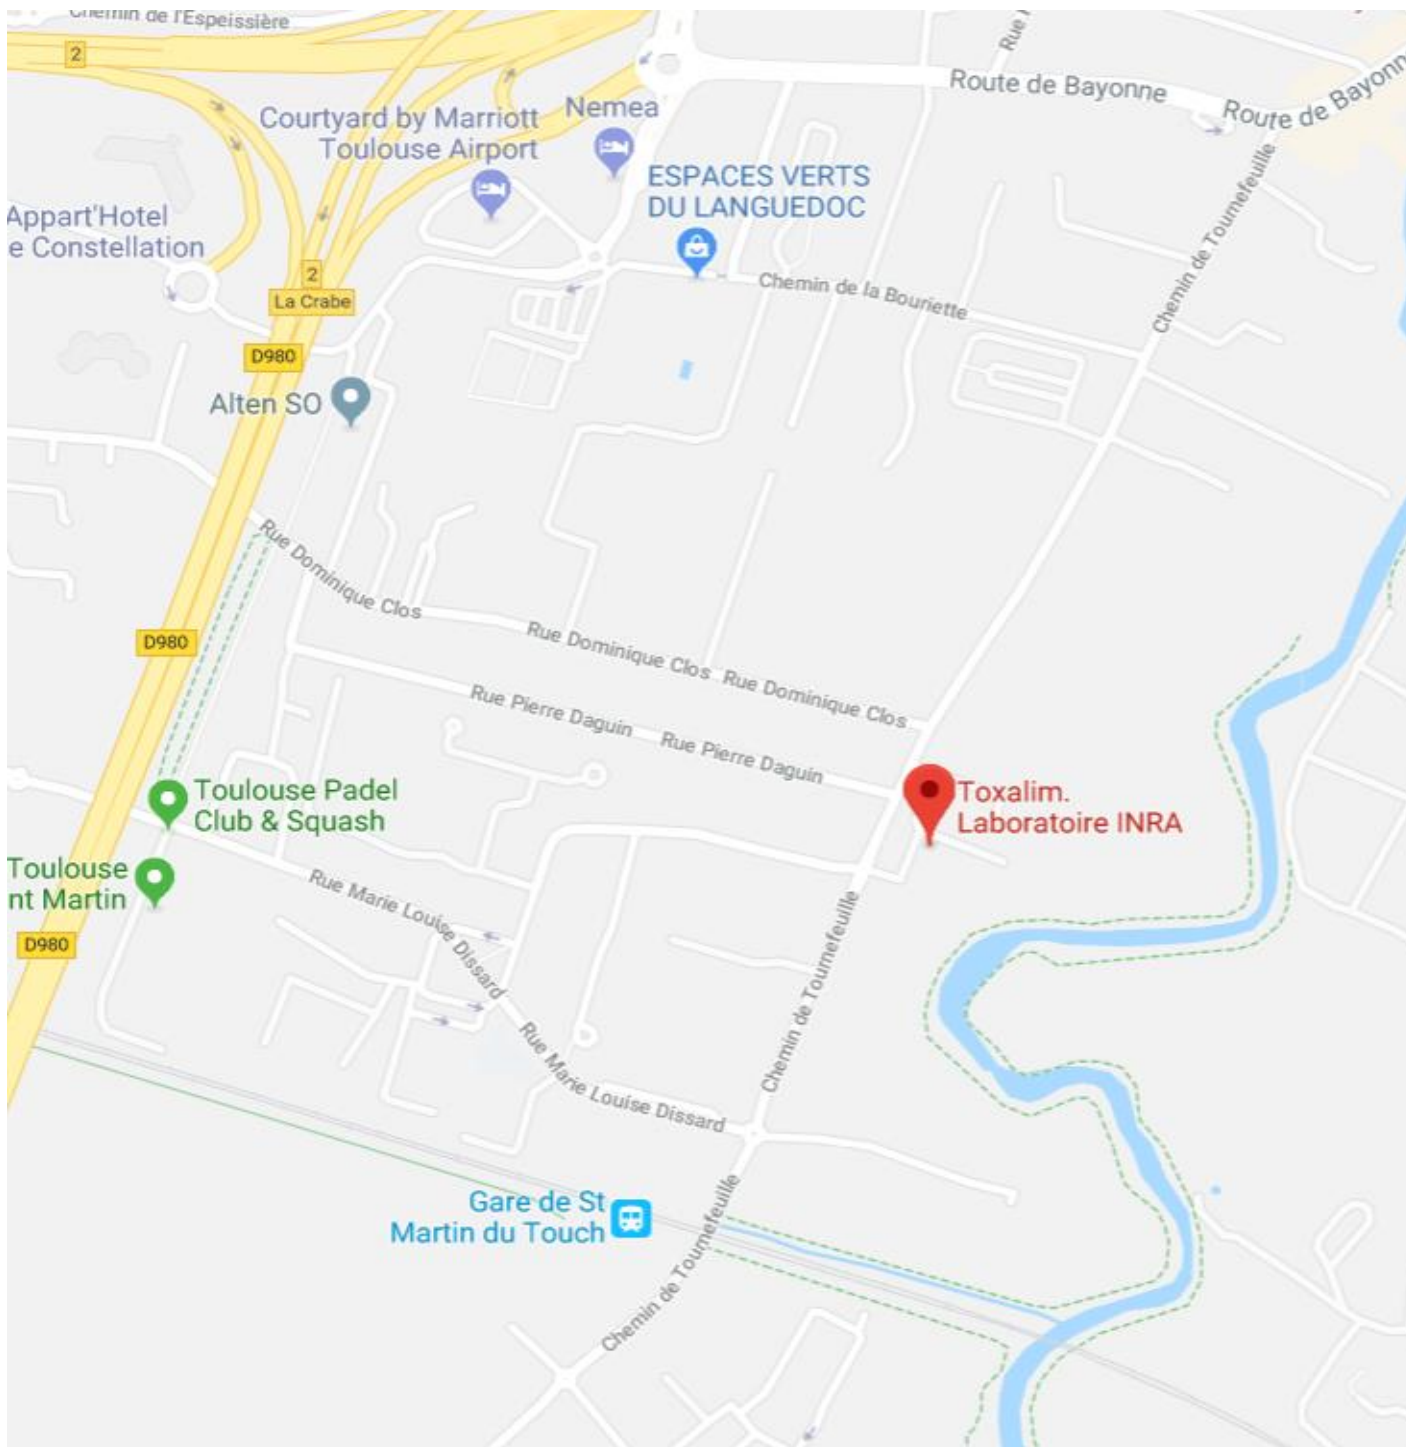 Chemin de l'Espeissière
2
Route de Bayonne
Route de Bayonn
Rue
Courtyard by Marriott
Toulouse Airport
Nemea
ESPACES VERTS
DU LANGUEDOC
Appart'Hotel
e Constellation
2
La Crabe
Chemin de la Bouriette
Chemin de Tournefeuille
D980
Alten SO
Rue Dominique Clos
Rue Dominique Clos
Rue Dominique Clos
D980
Rue Pierre Daguin
Rue Pierre Daguin
Toulouse Padel
Club & Squash
Toxalim.
Laboratoire INRA
Toulouse
nt Martin
Rue Marie Louise Dissard
Chemin de Tournefeuille
D980
Rue Marie Louise Dissard
Gare de St
Martin du Touch
Chemin de Tournefeuille